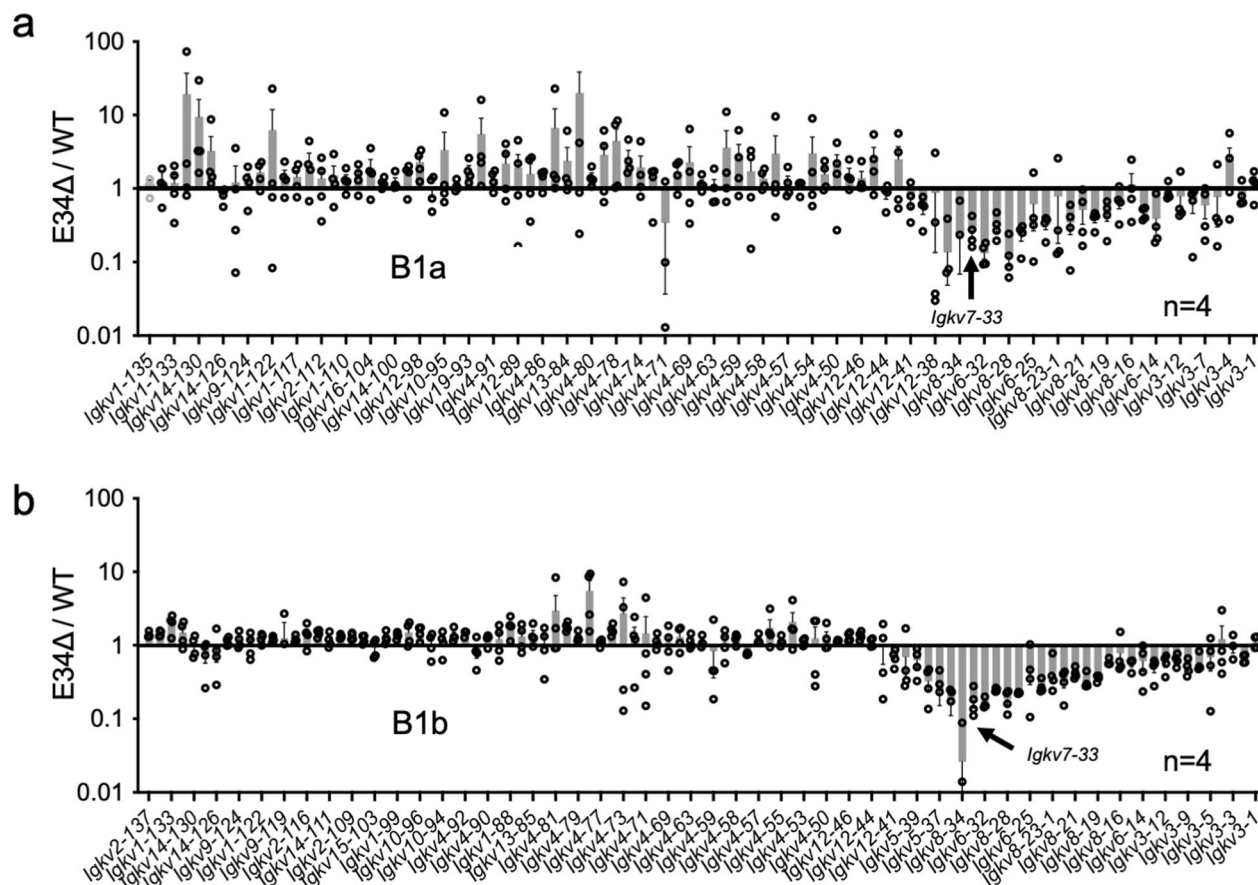 a
100
10
1
0.1
0.01
E34Δ / WT
B1a
Igkv7-33
n=4
Igkv1-135
Igkv1-133
Igkv14-130
Igkv14-126
Igkv9-124
Igkv1-122
Igkv1-117
Igkv2-112
Igkv1-110
Igkv16-104
Igkv14-100
Igkv12-98
Igkv10-95
Igkv19-93
Igkv4-91
Igkv12-89
Igkv4-86
Igkv13-84
Igkv4-80
Igkv4-78
Igkv4-74
Igkv4-71
Igkv4-69
Igkv4-63
Igkv4-59
Igkv4-58
Igkv4-57
Igkv4-54
Igkv4-50
Igkv12-46
Igkv12-44
Igkv12-41
Igkv12-38
Igkv8-34
Igkv6-32
Igkv8-28
Igkv6-25
Igkv8-23-1
Igkv8-21
Igkv8-19
Igkv8-16
Igkv6-14
Igkv3-12
Igkv3-7
Igkv3-4
Igkv3-1
b
100
10
1
0.1
0.01
E34Δ / WT
B1b
Igkv7-33
n=4
Igkv2-137
Igkv1-133
Igkv14-130
Igkv14-126
Igkv9-124
Igkv1-122
Igkv9-119
Igkv2-116
Igkv14-111
Igkv2-109
Igkv15-103
Igkv1-99
Igkv10-96
Igkv10-94
Igkv4-92
Igkv4-90
Igkv1-88
Igkv13-85
Igkv4-81
Igkv4-79
Igkv4-77
Igkv4-73
Igkv4-71
Igkv4-69
Igkv4-63
Igkv4-59
Igkv4-58
Igkv4-57
Igkv4-55
Igkv4-53
Igkv4-50
Igkv12-46
Igkv12-44
Igkv12-41
Igkv5-39
Igkv5-37
Igkv8-34
Igkv6-32
Igkv8-28
Igkv6-25
Igkv8-23-1
Igkv8-21
Igkv8-19
Igkv8-16
Igkv6-14
Igkv3-12
Igkv3-9
Igkv3-5
Igkv3-3
Igkv3-1